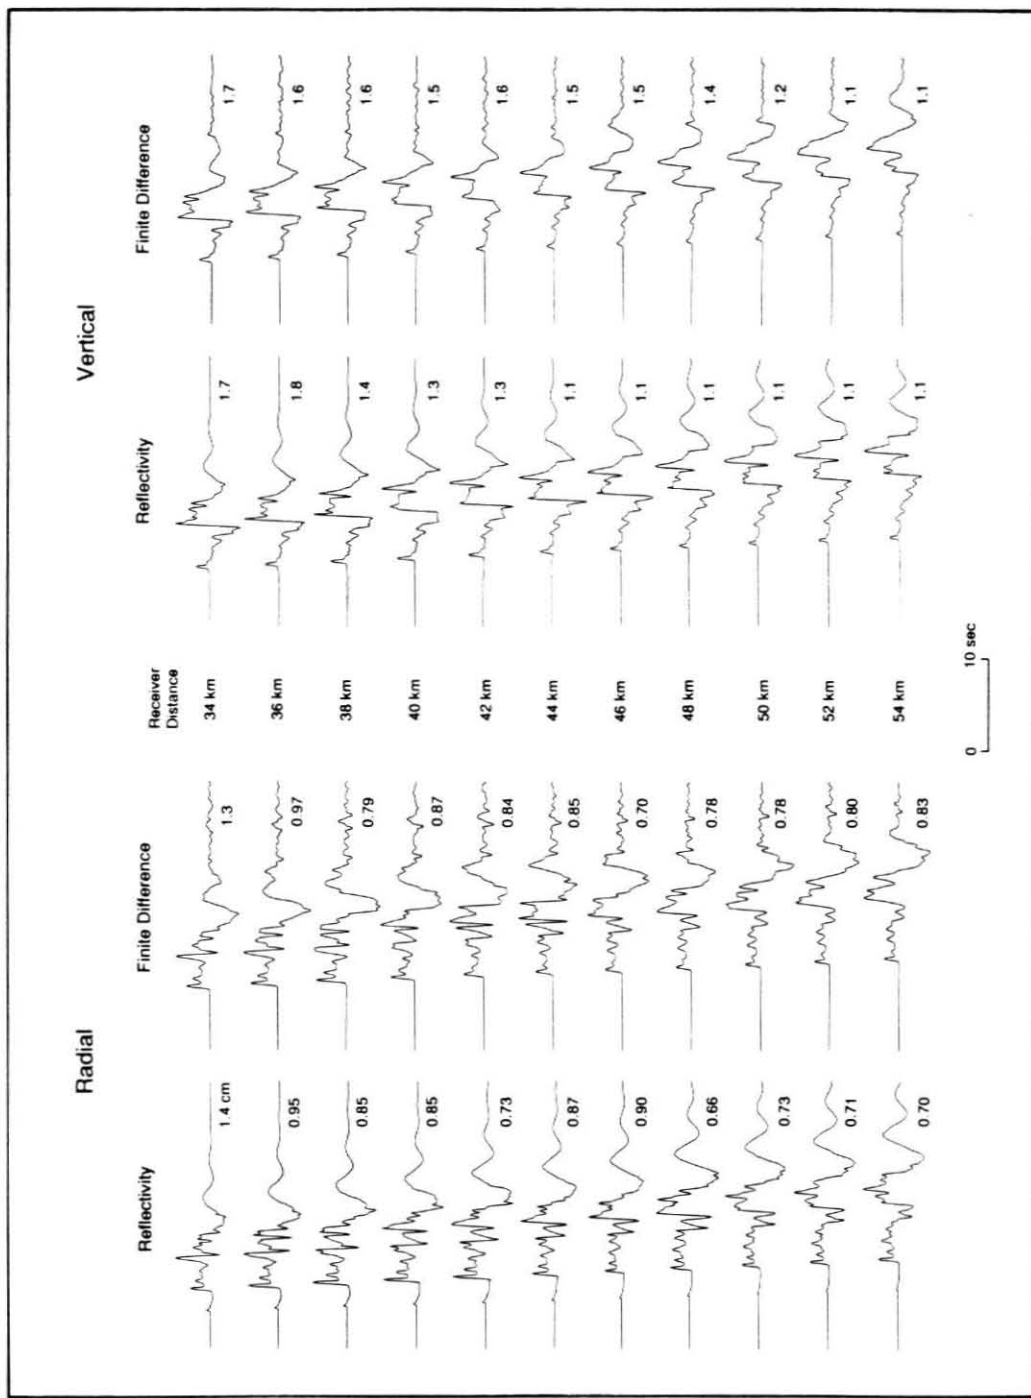 Radial Vertical
Reflectivity Finite Difference Receiver Distance Reflectivity Finite Difference
1.4 cm 1.3 34 km 1.7 1.7
0.95 0.97 36 km 1.8 1.6
0.85 0.79 38 km 1.4 1.6
0.85 0.87 40 km 1.3 1.5
0.73 0.84 42 km 1.3 1.6
0.87 0.85 44 km 1.1 1.5
0.90 0.70 46 km 1.1 1.5
0.66 0.78 48 km 1.1 1.4
0.73 0.78 50 km 1.1 1.2
0.71 0.80 52 km 1.1 1.1
0.70 0.83 54 km 1.1 1.1
0 10 sec